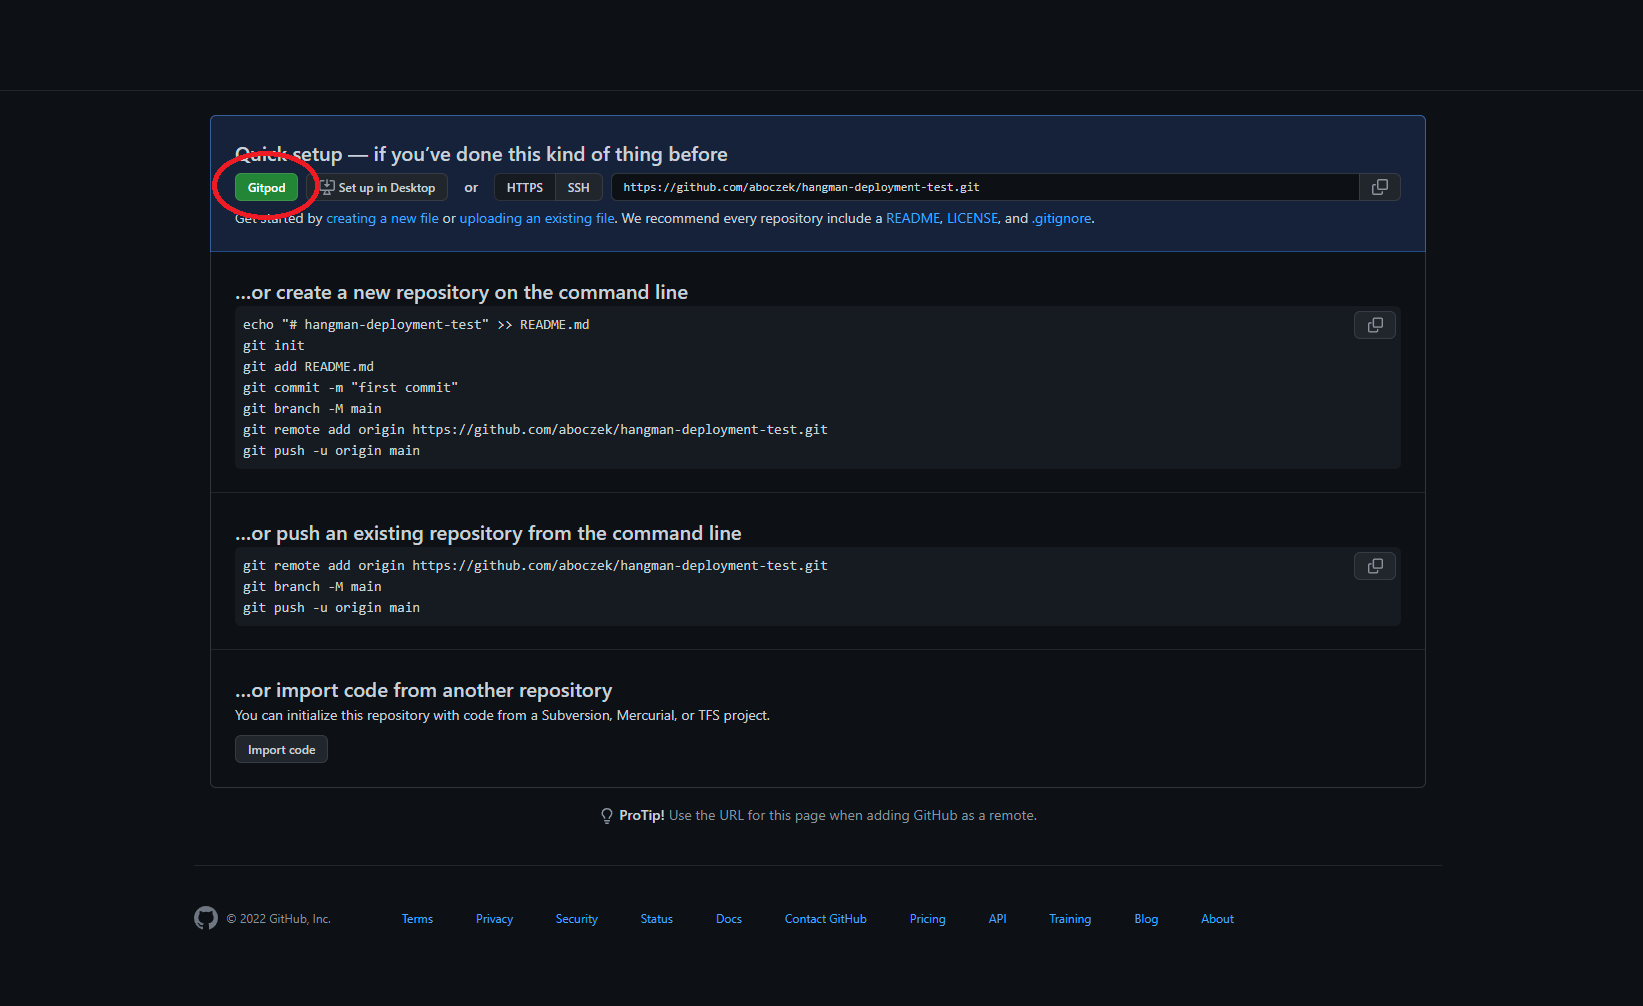 Quick setup — if you’ve done this kind of thing before
Gitpod Set up in Desktop or HTTPS SSH https://github.com/aboczek/hangman-deployment-test.git
Get started by creating a new file or uploading an existing file. We recommend every repository include a README, LICENSE, and .gitignore.
…or create a new repository on the command line
echo "# hangman-deployment-test" >> README.md
git init
git add README.md
git commit -m "first commit"
git branch -M main
git remote add origin https://github.com/aboczek/hangman-deployment-test.git
git push -u origin main
…or push an existing repository from the command line
git remote add origin https://github.com/aboczek/hangman-deployment-test.git
git branch -M main
git push -u origin main
…or import code from another repository
You can initialize this repository with code from a Subversion, Mercurial, or TFS project.
Import code
ProTip! Use the URL for this page when adding GitHub as a remote.
© 2022 GitHub, Inc. Terms Privacy Security Status Docs Contact GitHub Pricing API Training Blog About